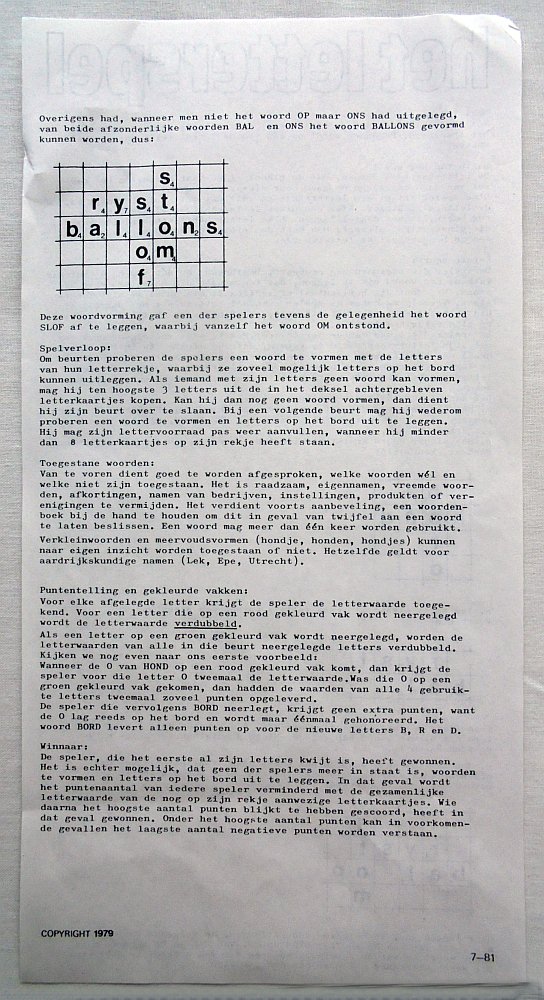 Overigens had, wanneer men niet het woord OP maar ONS had uitgelegd,
van beide afzonderlijke woorden BAL en ONS het woord BALLONS gevormd
kunnen worden, dus:
s4
r4 y7 s4 t4
b4 a2 l4 l4 o4 n2 s4
o4 m4
f7
Deze woordvorming gaf een der spelers tevens de gelegenheid het woord
SLOF af te leggen, waarbij vanzelf het woord OM ontstond.
Spelverloop:
Om beurten proberen de spelers een woord te vormen met de letters
van hun letterrekje, waarbij ze zoveel mogelijk letters op het bord
kunnen uitleggen. Als iemand met zijn letters geen woord kan vormen,
mag hij ten hoogste 3 letters uit de in het deksel achtergebleven
letterkaartjes kopen. Kan hij dan nog geen woord vormen, dan dient
hij zijn beurt over te slaan. Bij een volgende beurt mag hij wederom
proberen een woord te vormen en letters op het bord uit te leggen.
Hij mag zijn lettervoorraad pas weer aanvullen, wanneer hij minder
dan 8 letterkaartjes op zijn rekje heeft staan.
Toegestane woorden:
Van te voren dient goed te worden afgesproken, welke woorden wél en
welke niet zijn toegestaan. Het is raadzaam, eigennamen, vreemde woor-
den, afkortingen, namen van bedrijven, instellingen, produkten of ver-
enigingen te vermijden. Het verdient voorts aanbeveling, een woorden-
boek bij de hand te houden om dit in geval van twijfel aan een woord
te laten beslissen. Een woord mag meer dan één keer worden gebruikt.
Verkleinwoorden en meervoudsvormen (hondje, honden, hondjes) kunnen
naar eigen inzicht worden toegestaan of niet. Hetzelfde geldt voor
aardrijkskundige namen (Lek, Epe, Utrecht).
Puntentelling en gekleurde vakken:
Voor elke afgelegde letter krijgt de speler de letterwaarde toege-
kend. Voor een letter die op een rood gekleurd vak wordt neergelegd
wordt de letterwaarde verdubbeld.
Als een letter op een groen gekleurd vak wordt neergelegd, worden de
letterwaarden van alle in die beurt neergelegde letters verdubbeld.
Kijken we nog even naar ons eerste voorbeeld:
Wanneer de O van HOND op een rood gekleurd vak komt, dan krijgt de
speler voor die letter O tweemaal de letterwaarde.Was die O op een
groen gekleurd vak gekomen, dan hadden de waarden van alle 4 gebruik-
te letters tweemaal zoveel punten opgeleverd.
De speler die vervolgens BORD neerlegt, krijgt geen extra punten, want
de O lag reeds op het bord en wordt maar éénmaal gehonoreerd. Het
woord BORD levert alleen punten op voor de nieuwe letters B, R en D.
Winnaar:
De speler, die het eerste al zijn letters kwijt is, heeft gewonnen.
Het is echter mogelijk, dat geen der spelers meer in staat is, woorden
te vormen en letters op het bord uit te leggen. In dat geval wordt
het puntenaantal van iedere speler verminderd met de gezamenlijke
letterwaarde van de nog op zijn rekje aanwezige letterkaartjes. Wie
daarna het hoogste aantal punten blijkt te hebben gescoord, heeft in
dat geval gewonnen. Onder het hoogste aantal punten kan in voorkomen-
de gevallen het laagste aantal negatieve punten worden verstaan.
COPYRIGHT 1979
7-81